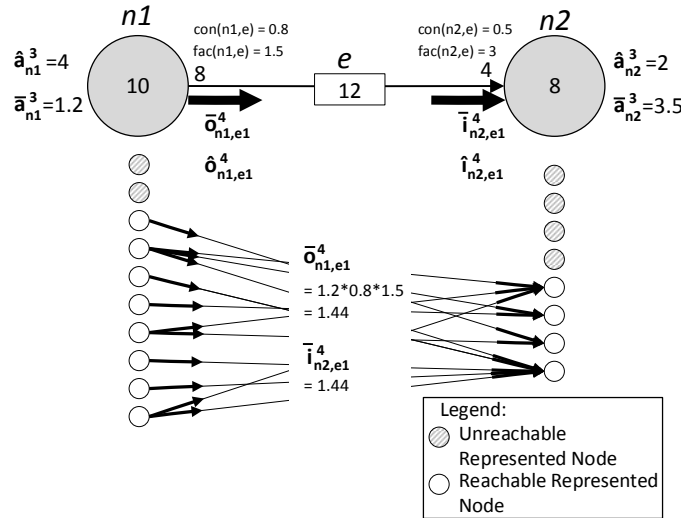 n1
n2
con(n1,e) = 0.8
fac(n1,e) = 1.5
con(n2,e) = 0.5
fac(n2,e) = 3
e
â³n1=4
10
8
12
4
8
â³n2=2
ā³n1=1.2
ā³n2=3.5
ō⁴n1,e1
ī⁴n2,e1
ô⁴n1,e1
î⁴n2,e1
ō⁴n1,e1
= 1.2*0.8*1.5
= 1.44
ī⁴n2,e1
= 1.44
Legend:
Unreachable
Represented Node
Reachable Represented
Node